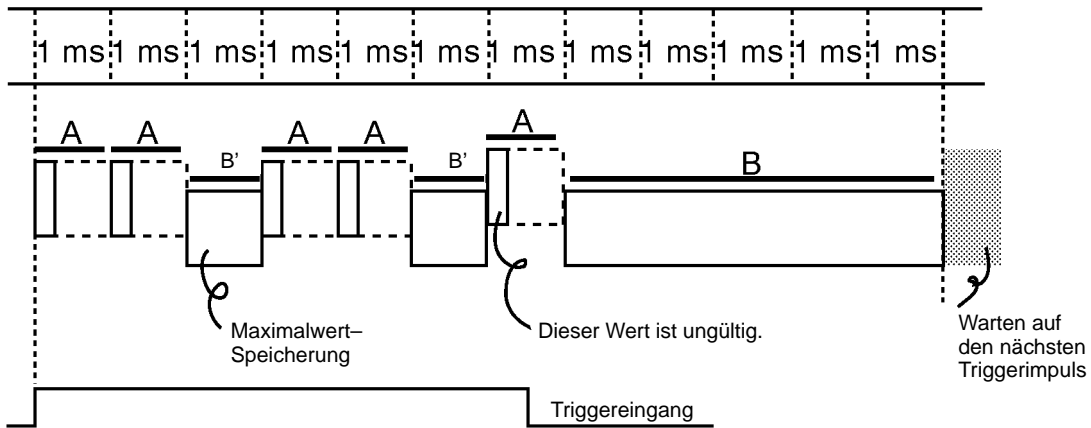 1 ms 1 ms 1 ms 1 ms 1 ms 1 ms 1 ms 1 ms 1 ms 1 ms 1 ms 1 ms
A A B' A A B' A B
Maximalwert–
Speicherung
Dieser Wert ist ungültig.
Warten auf
den nächsten
Triggerimpuls
Triggereingang